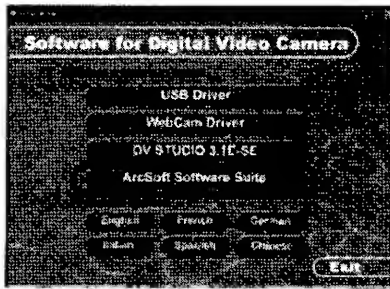 Software for Digital Video Camera
USB Driver
WebCam Driver
DV STUDIO 3.1E-SE
ArcSoft Software Suite
English French German
Italian Spanish Chinese
Exit